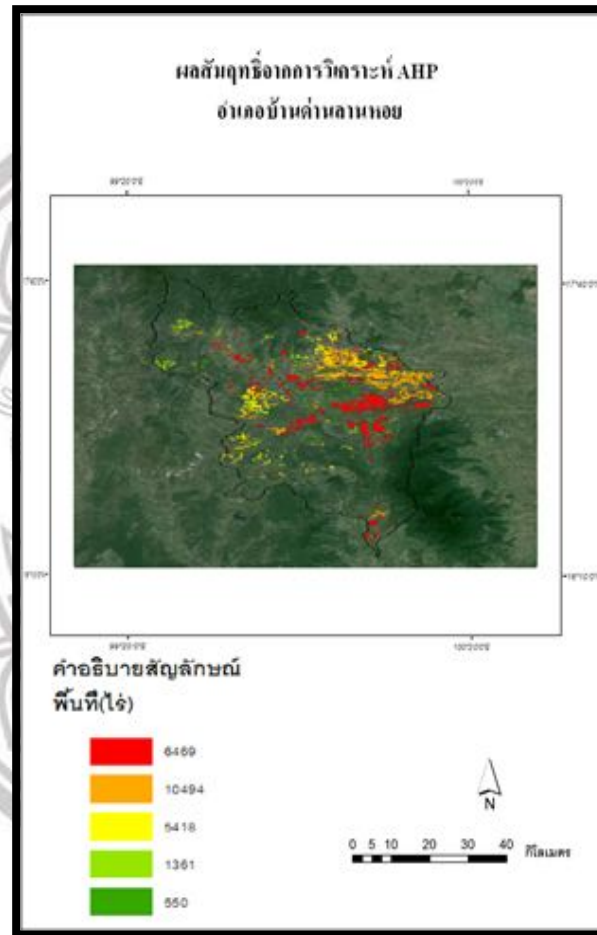 ผลสัมฤทธิ์จากการวิเคราะห์ AHP
อำเภอบ้านด่านลานหอย
คำอธิบายสัญลักษณ์
พื้นที่(ไร่)
6469
10494
5418
1361
550
N
0 5 10 20 30 40 กิโลเมตร